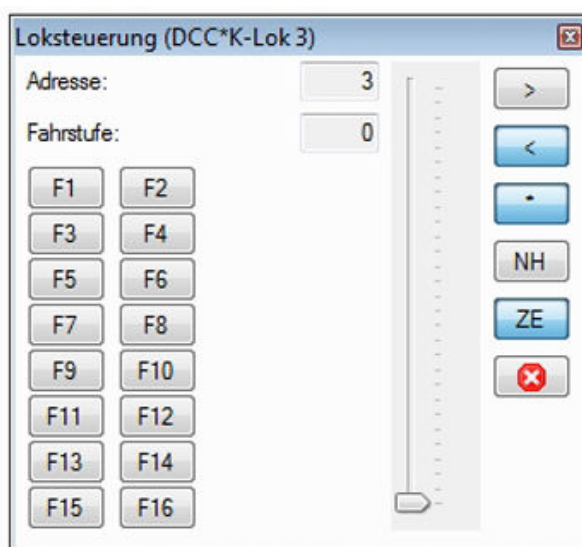 Loksteuerung (DCC*K-Lok 3)
Adresse: 3 >
Fahrstufe: 0 <
F1 F2 *
F3 F4 NH
F5 F6
F7 F8 ZE
F9 F10
F11 F12
F13 F14
F15 F16